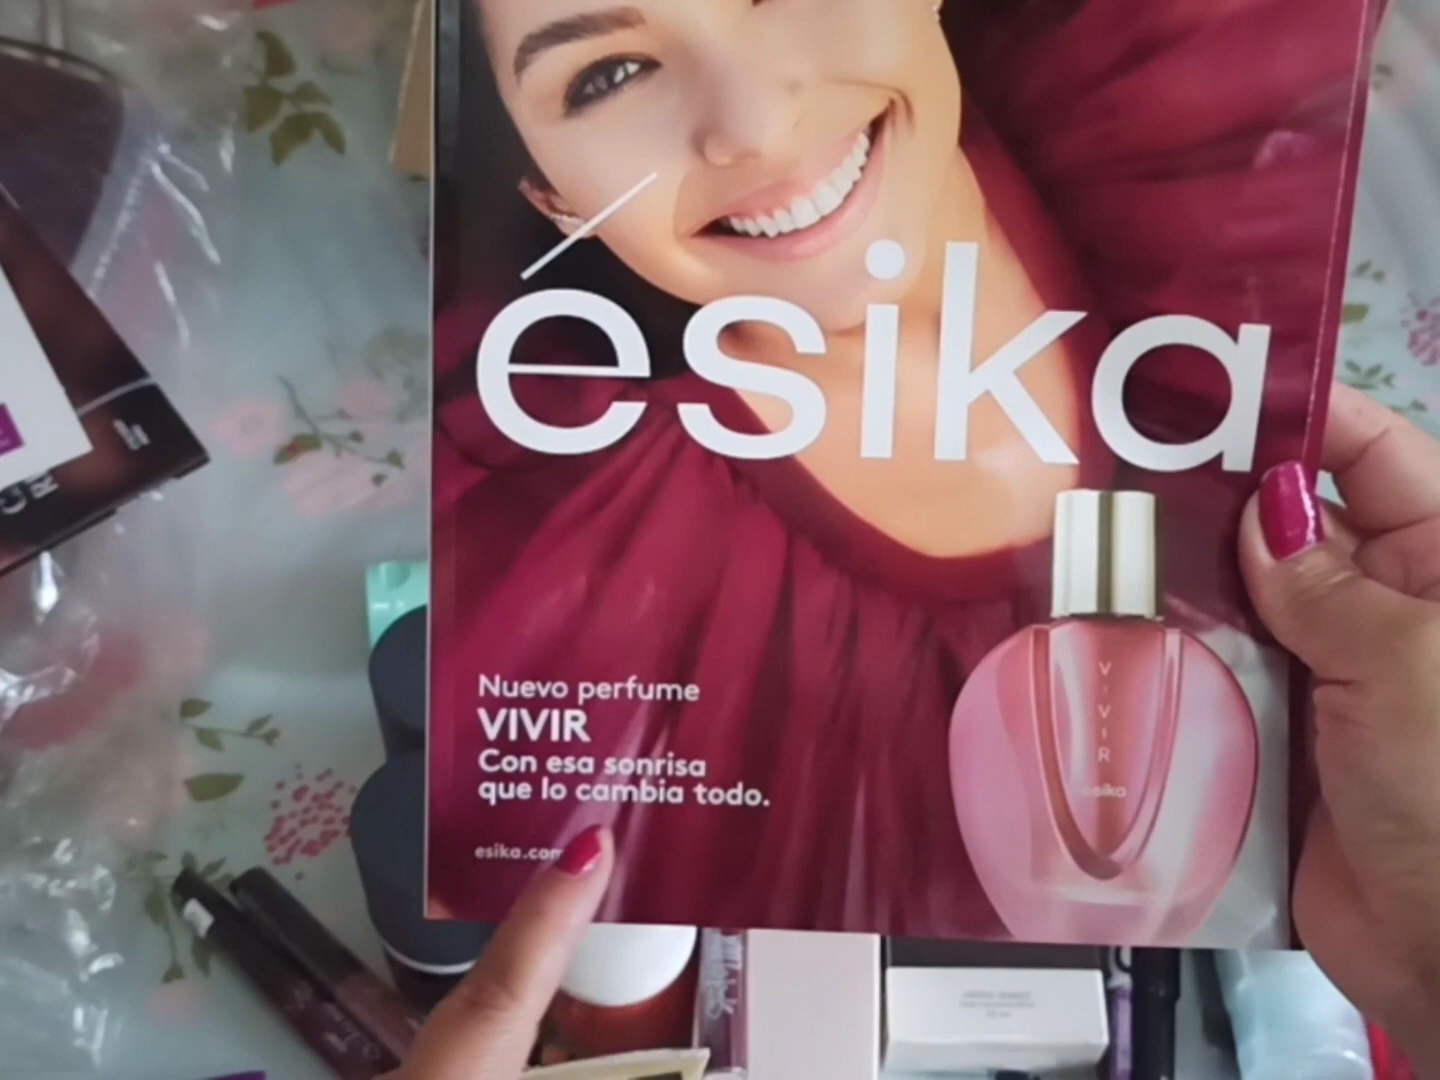 ésika
Nuevo perfume
VIVIR
Con esa sonrisa
que lo cambia todo.
esika.com
VIVIR
ésika